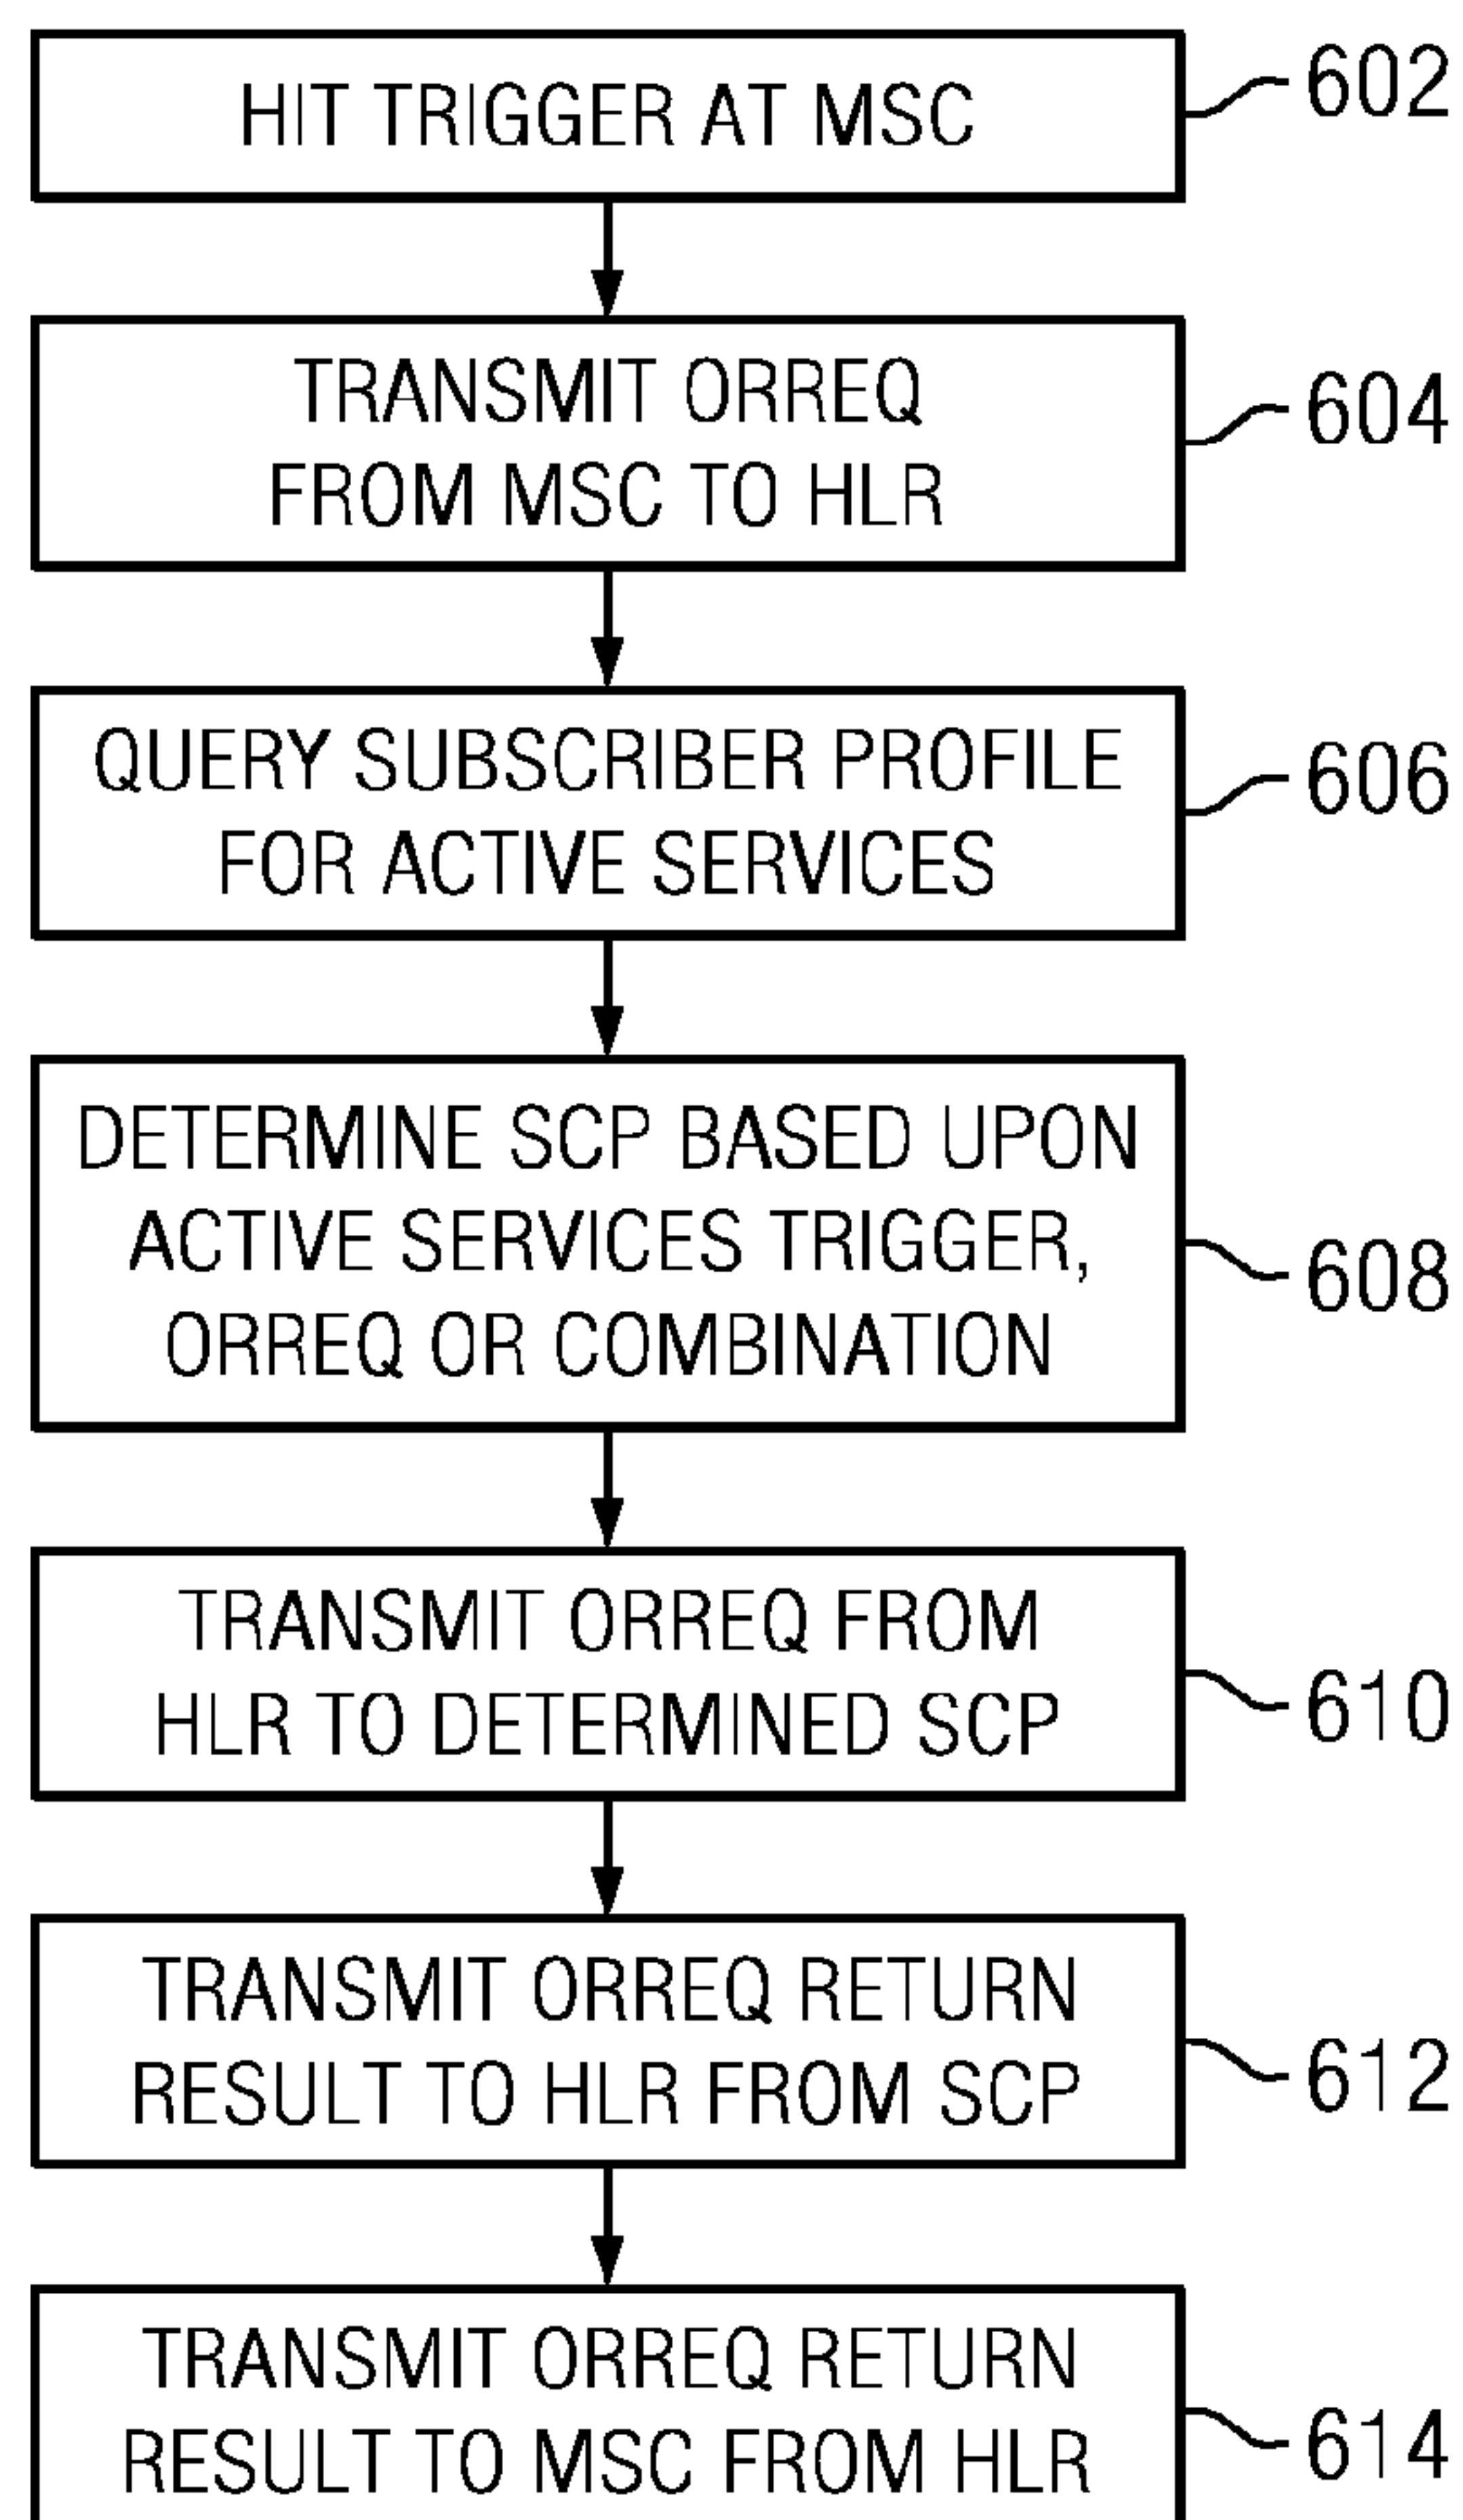 HIT TRIGGER AT MSC
602
TRANSMIT ORREQ
FROM MSC TO HLR
604
QUERY SUBSCRIBER PROFILE
FOR ACTIVE SERVICES
606
DETERMINE SCP BASED UPON
ACTIVE SERVICES TRIGGER,
ORREQ OR COMBINATION
608
TRANSMIT ORREQ FROM
HLR TO DETERMINED SCP
610
TRANSMIT ORREQ RETURN
RESULT TO HLR FROM SCP
612
TRANSMIT ORREQ RETURN
RESULT TO MSC FROM HLR
614